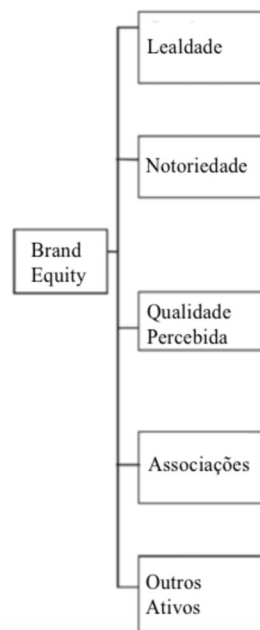 Lealdade
Notoriedade
Brand
Equity
Qualidade
Percebida
Associações
Outros
Ativos